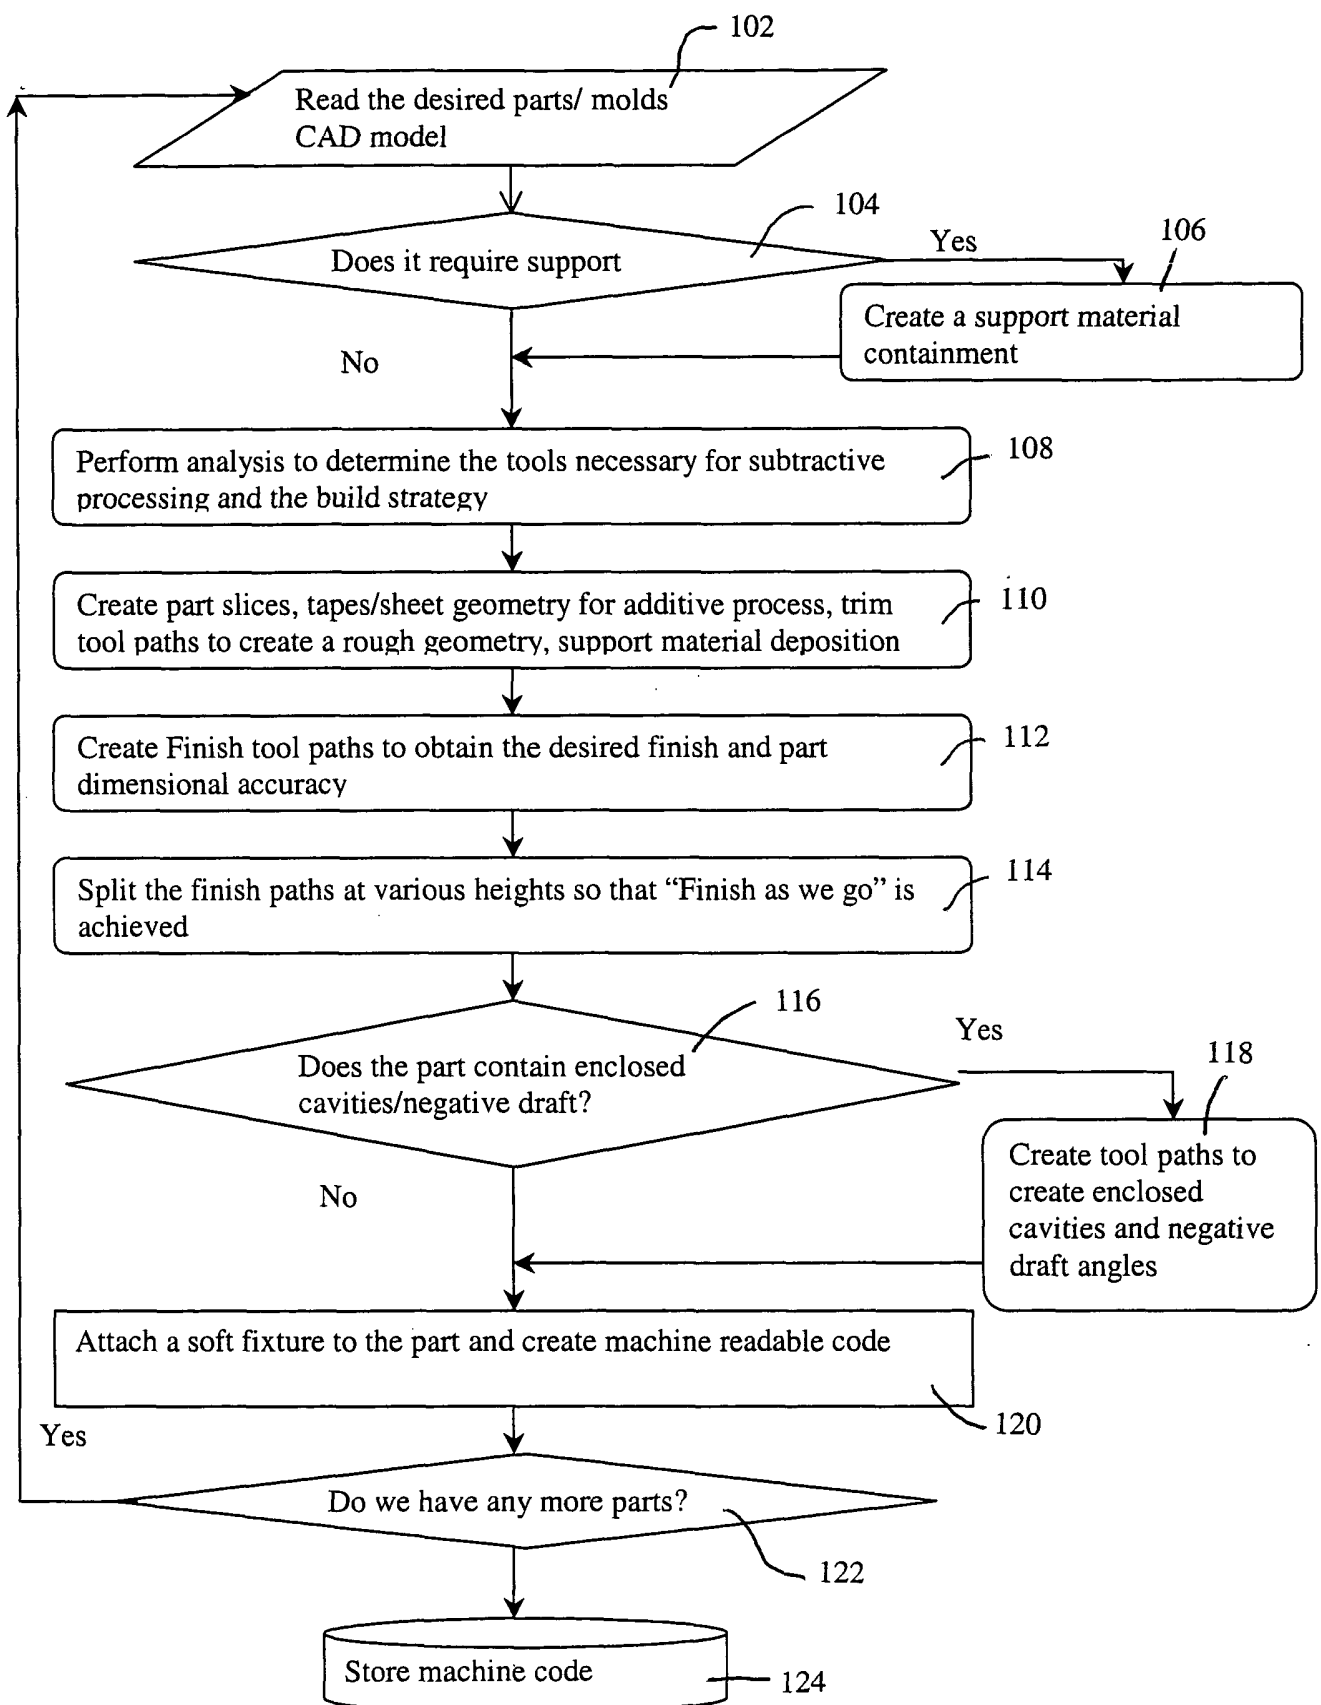 102
Read the desired parts/ molds
CAD model
104
Does it require support
Yes
106
Create a support material
containment
No
108
Perform analysis to determine the tools necessary for subtractive
processing and the build strategy
110
Create part slices, tapes/sheet geometry for additive process, trim
tool paths to create a rough geometry, support material deposition
112
Create Finish tool paths to obtain the desired finish and part
dimensional accuracy
114
Split the finish paths at various heights so that “Finish as we go” is
achieved
116
Does the part contain enclosed
cavities/negative draft?
Yes
118
Create tool paths to
create enclosed
cavities and negative
draft angles
No
Attach a soft fixture to the part and create machine readable code
120
Yes
Do we have any more parts?
122
Store machine code
124